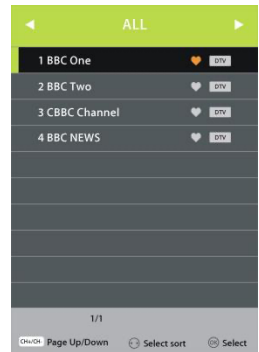 ALL
1 BBC One DTV
2 BBC Two DTV
3 CBBC Channel DTV
4 BBC NEWS DTV
1/1
CH+/CH- Page Up/Down Select sort OK Select